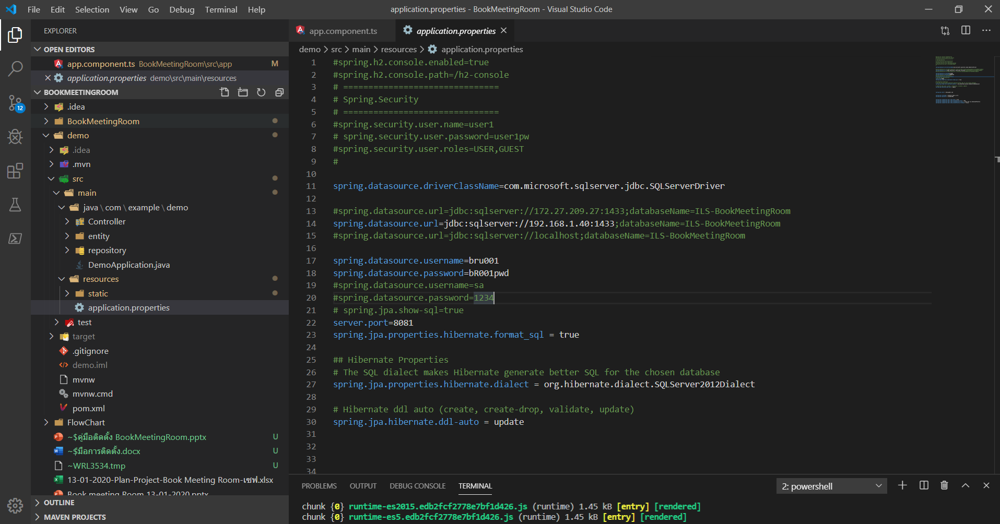 File Edit Selection View Go Debug Terminal Help
application.properties - BookMeetingRoom - Visual Studio Code
EXPLORER
OPEN EDITORS
app.component.ts BookMeetingRoom\src\app M
application.properties demo\src\main\resources
BOOKMEETINGROOM
12
.idea
BookMeetingRoom
demo
.idea
.mvn
src
main
java \ com \ example \ demo
Controller
entity
repository
DemoApplication.java
resources
static
application.properties
test
target
.gitignore
demo.iml
mvnw
mvnw.cmd
pom.xml
FlowChart
~$คู่มือติดตั้ง BookMeetingRoom.pptx U
~$มือการติดตั้ง.docx U
~WRL3534.tmp U
13-01-2020-Plan-Project-Book Meeting Room-เซฟ.xlsx
Book meeting Room 13-01-2020.pptx
OUTLINE
MAVEN PROJECTS
app.component.ts
application.properties
demo > src > main > resources > application.properties
1 #spring.h2.console.enabled=true
2 #spring.h2.console.path=/h2-console
3 # ===============================
4 # Spring.Security
5 # ===============================
6 #spring.security.user.name=user1
7 # spring.security.user.password=user1pw
8 #spring.security.user.roles=USER,GUEST
9 #
10
11 spring.datasource.driverClassName=com.microsoft.sqlserver.jdbc.SQLServerDriver
12
13 #spring.datasource.url=jdbc:sqlserver://172.27.209.27:1433;databaseName=ILS-BookMeetingRoom
14 spring.datasource.url=jdbc:sqlserver://192.168.1.40:1433;databaseName=ILS-BookMeetingRoom
15 #spring.datasource.url=jdbc:sqlserver://localhost;databaseName=ILS-BookMeetingRoom
16
17 spring.datasource.username=bru001
18 spring.datasource.password=bR001pwd
19 #spring.datasource.username=sa
20 #spring.datasource.password=1234
21 # spring.jpa.show-sql=true
22 server.port=8081
23 spring.jpa.properties.hibernate.format_sql = true
24
25 ## Hibernate Properties
26 # The SQL dialect makes Hibernate generate better SQL for the chosen database
27 spring.jpa.properties.hibernate.dialect = org.hibernate.dialect.SQLServer2012Dialect
28
29 # Hibernate ddl auto (create, create-drop, validate, update)
30 spring.jpa.hibernate.ddl-auto = update
31
32
33
34
PROBLEMS OUTPUT DEBUG CONSOLE TERMINAL
2: powershell
chunk {0} runtime-es2015.edb2fcf2778e7bf1d426.js (runtime) 1.45 kB [entry] [rendered]
chunk {0} runtime-es5.edb2fcf2778e7bf1d426.js (runtime) 1.45 kB [entry] [rendered]